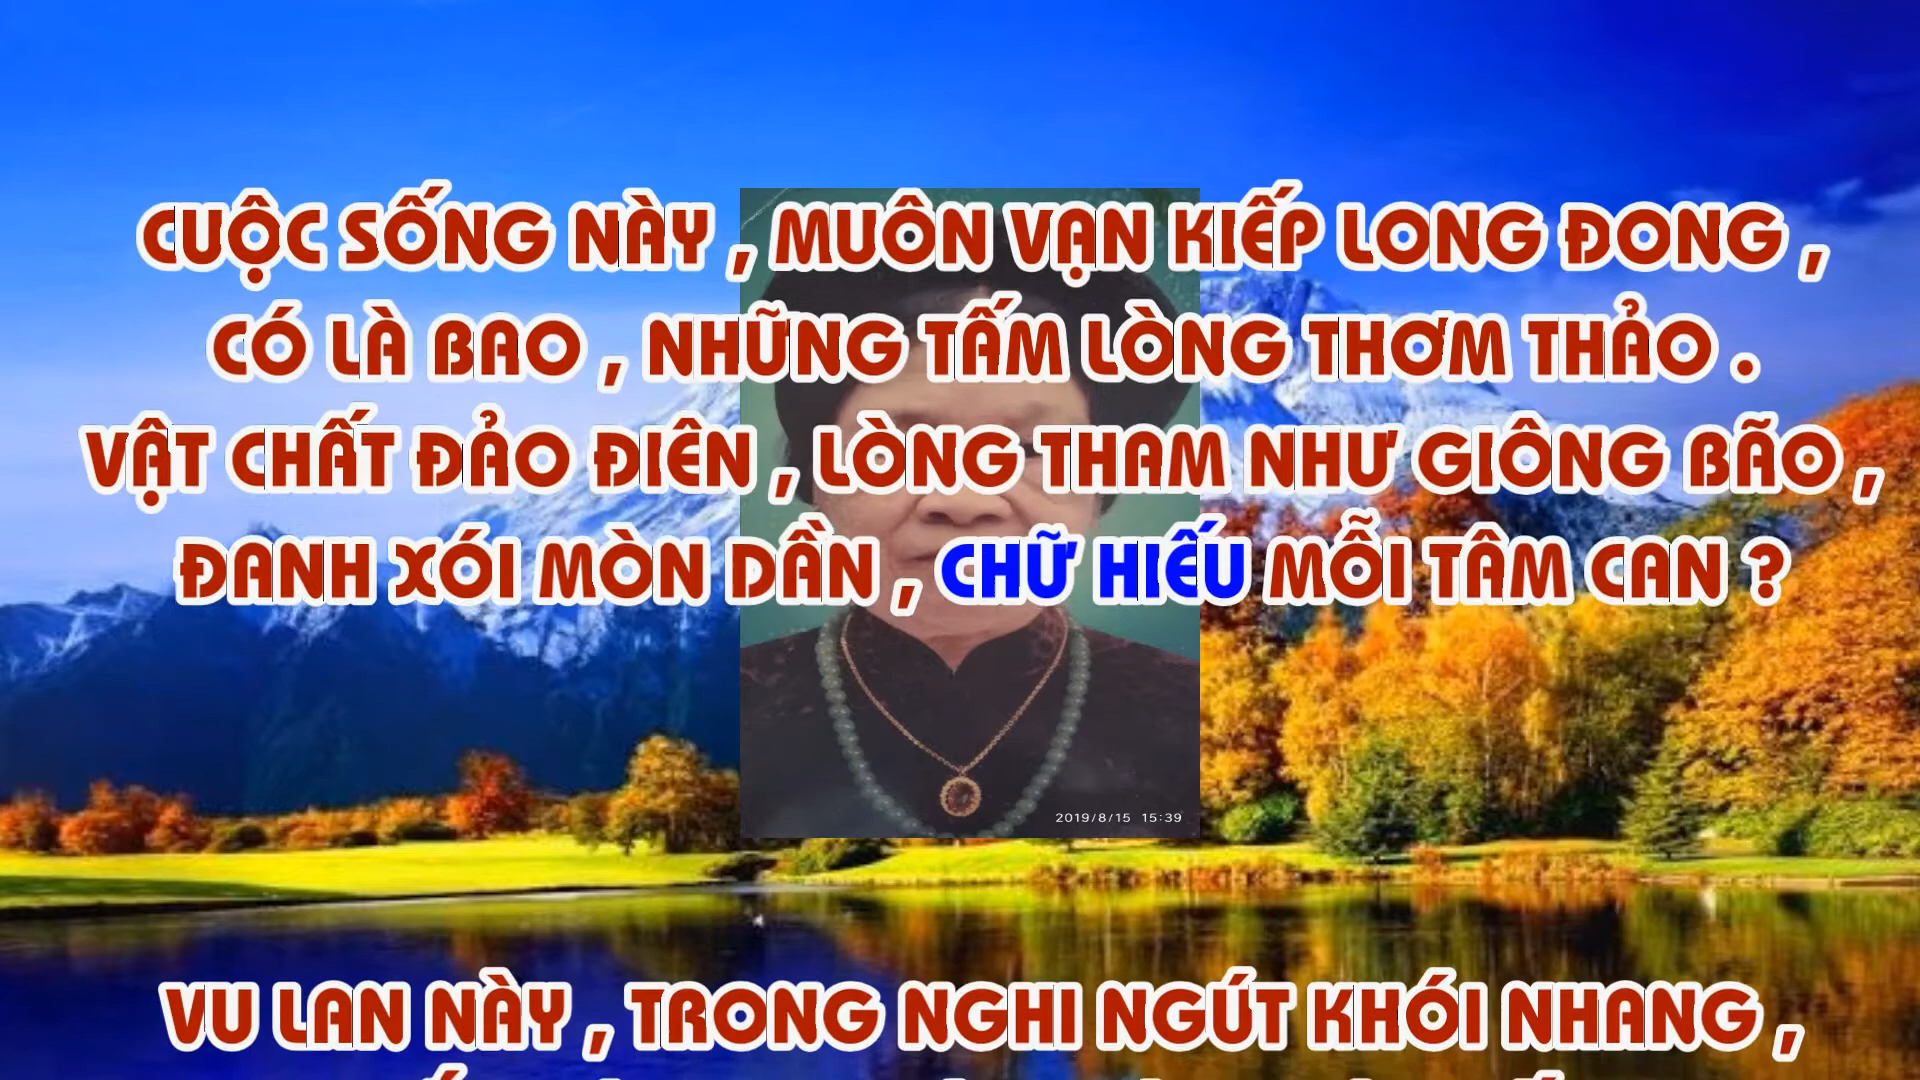 CUỘC SỐNG NÀY , MUÔN VẠN KIẾP LONG ĐONG ,
CÓ LÀ BAO , NHỮNG TẤM LÒNG THƠM THẢO .
VẬT CHẤT ĐẢO ĐIÊN , LÒNG THAM NHƯ GIÔNG BÃO ,
ĐANH XÓI MÒN DẦN , CHỮ HIẾU MỖI TÂM CAN ?
2019/8/15 15:39
VU LAN NÀY , TRONG NGHI NGÚT KHÓI NHANG ,